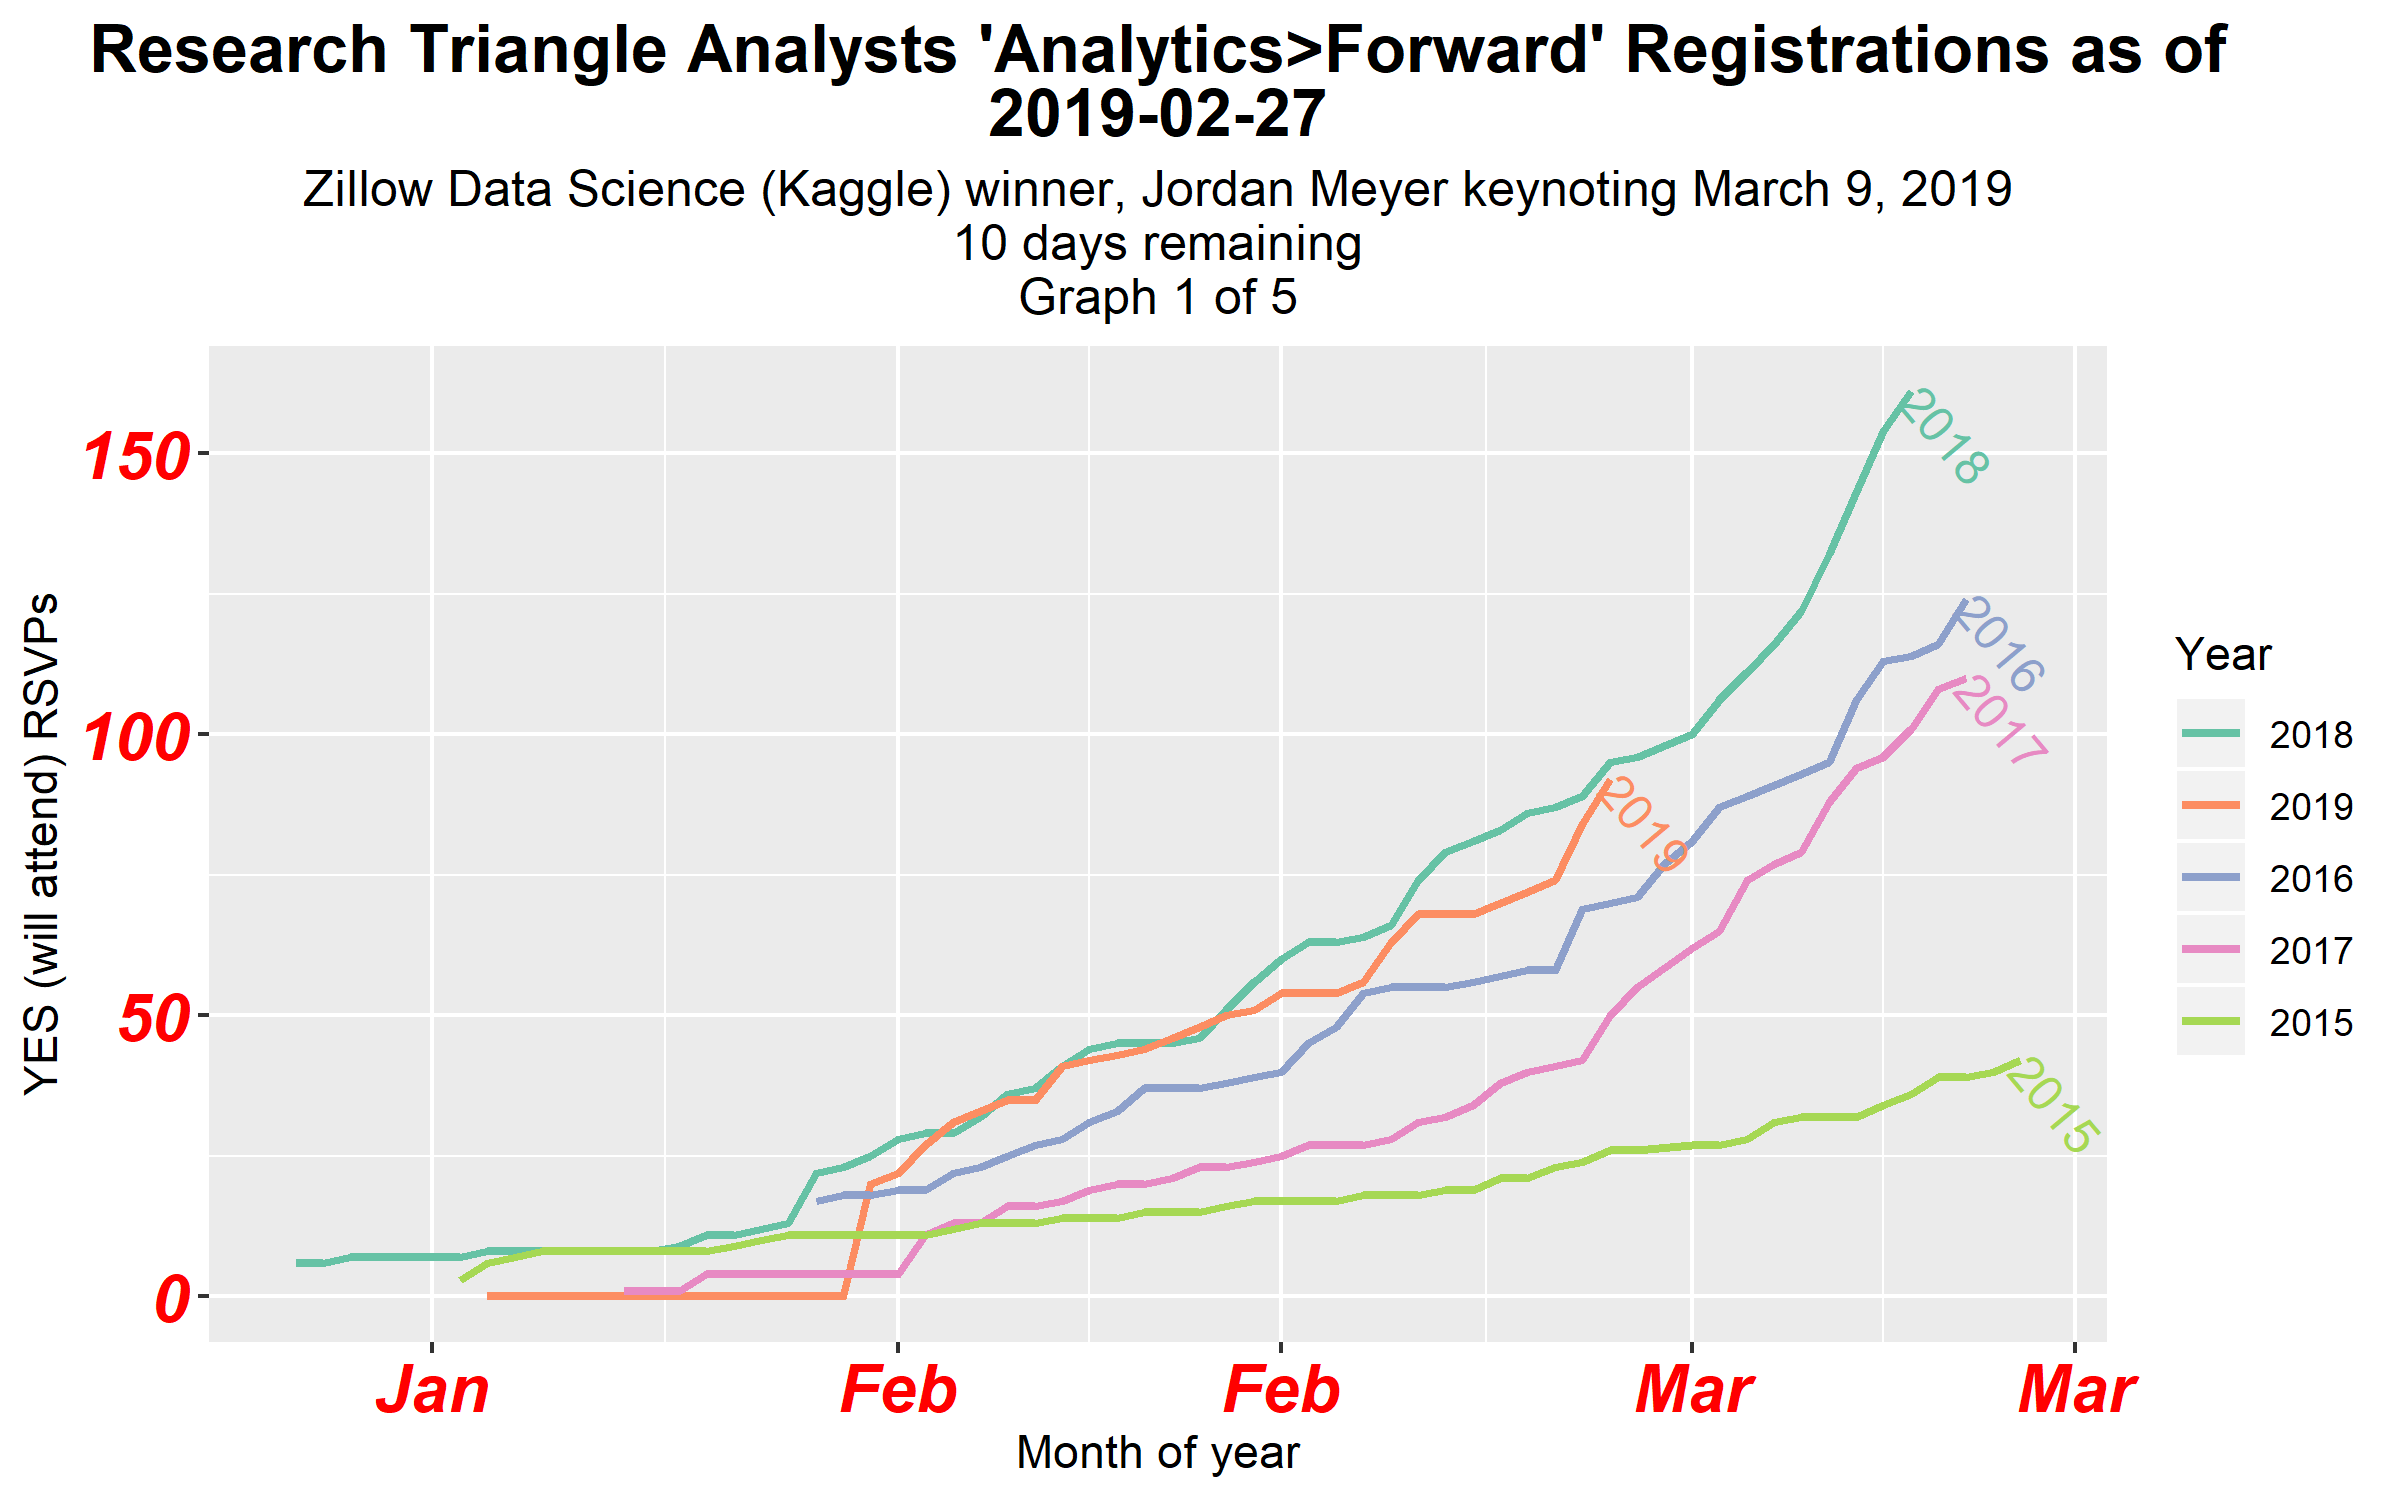 Research Triangle Analysts 'Analytics>Forward' Registrations as of
2019-02-27
Zillow Data Science (Kaggle) winner, Jordan Meyer keynoting March 9, 2019
10 days remaining
Graph 1 of 5
YES (will attend) RSVPs
150
100
50
0
2018
2016
2017
2019
2015
Jan
Feb
Feb
Mar
Mar
Month of year
Year
2018
2019
2016
2017
2015